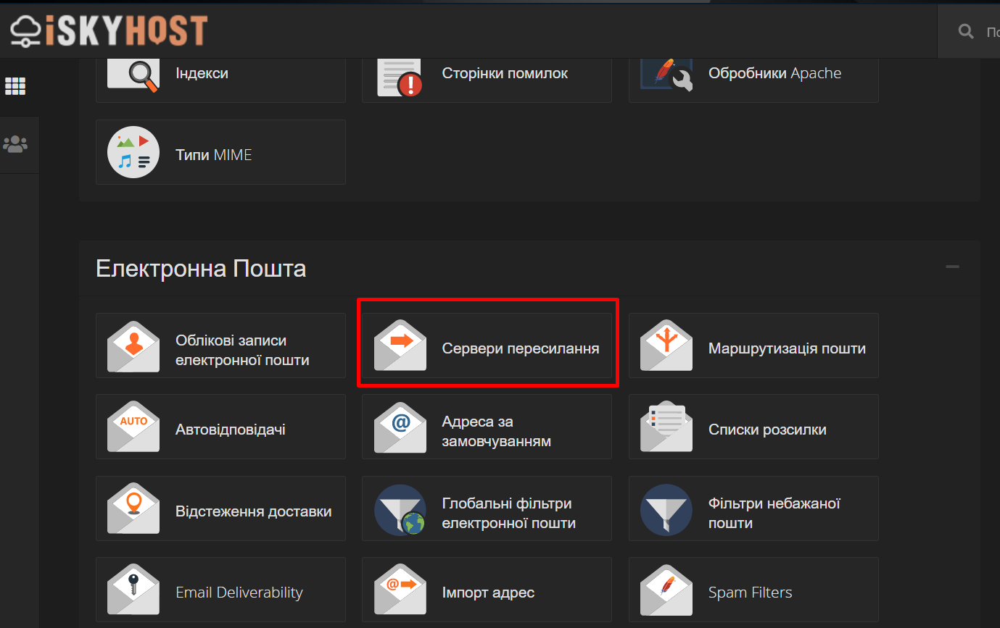 iSKYHOST
Індекси
Сторінки помилок
Обробники Apache
Типи MIME
Електронна Пошта
Облікові записи
електронної пошти
Сервери пересилання
Маршрутизація пошти
AUTO
Автовідповідачі
@
Адреса за
замовчуванням
Списки розсилки
Відстеження доставки
Глобальні фільтри
електронної пошти
Фільтри небажаної
пошти
Email Deliverability
@
Імпорт адрес
Spam Filters